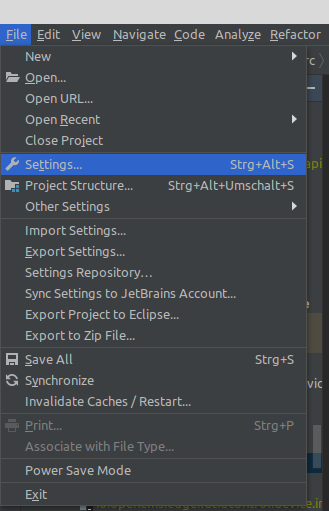 File Edit View Navigate Code Analyze Refactor
New
Open...
Open URL...
Open Recent
Close Project
Settings... Strg+Alt+S
Project Structure... Strg+Alt+Umschalt+S
Other Settings
Import Settings...
Export Settings...
Settings Repository...
Sync Settings to JetBrains Account...
Export Project to Eclipse...
Export to Zip File...
Save All Strg+S
Synchronize
Invalidate Caches / Restart...
Print... Strg+P
Associate with File Type...
Power Save Mode
Exit